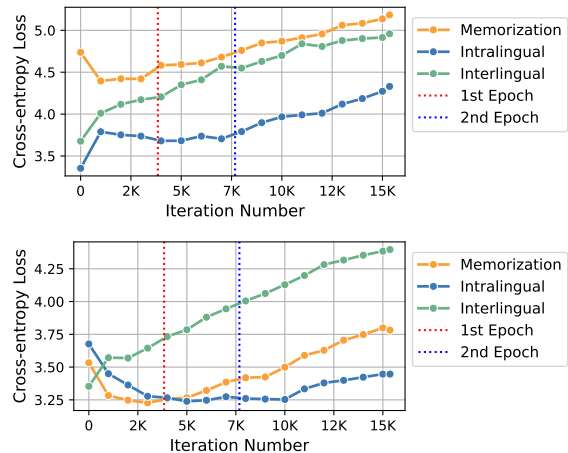 Cross-entropy Loss
5.0
4.5
4.0
3.5
0
2K
5K
7K
10K
12K
15K
Iteration Number
Memorization
Intralingual
Interlingual
1st Epoch
2nd Epoch
Cross-entropy Loss
4.25
4.00
3.75
3.50
3.25
0
2K
5K
7K
10K
12K
15K
Iteration Number
Memorization
Intralingual
Interlingual
1st Epoch
2nd Epoch